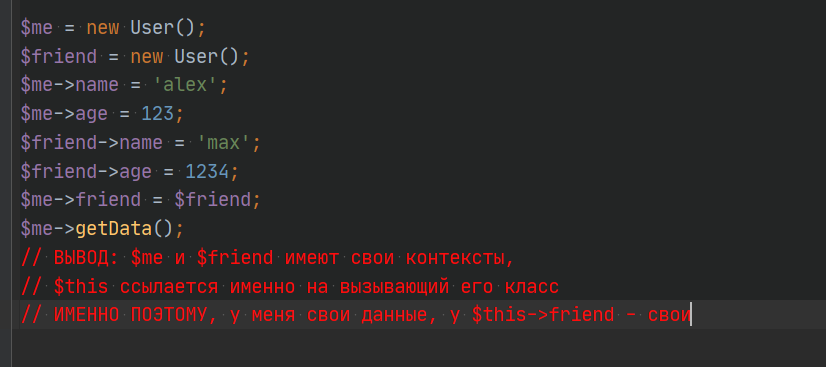 $me = new User();
$friend = new User();
$me->name = 'alex';
$me->age = 123;
$friend->name = 'max';
$friend->age = 1234;
$me->friend = $friend;
$me->getData();
// ВЫВОД: $me и $friend имеют свои контексты,
// $this ссылается именно на вызывающий его класс
// ИМЕННО ПОЭТОМУ, у меня свои данные, у $this->friend - свои